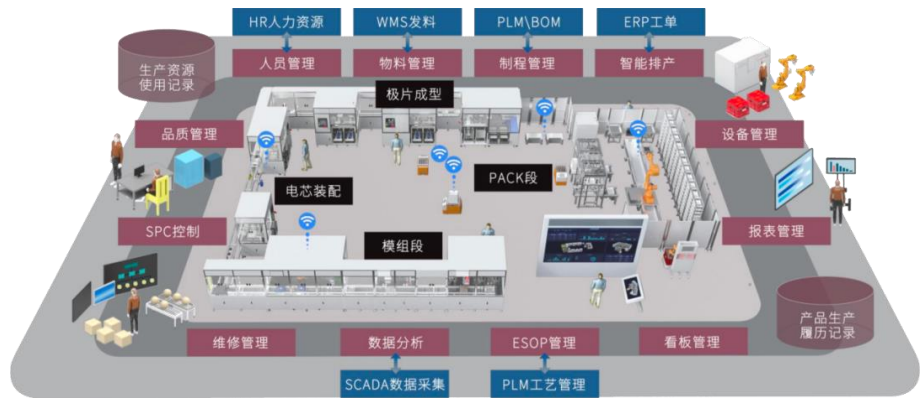 HR人力资源
WMS发料
PLM\BOM
ERP工单
人员管理
物料管理
制程管理
智能排产
生产资源
使用记录
极片成型
品质管理
设备管理
电芯装配
PACK段
SPC控制
模组段
报表管理
产品生产
履历记录
维修管理
数据分析
ESOP管理
看板管理
SCADA数据采集
PLM工艺管理